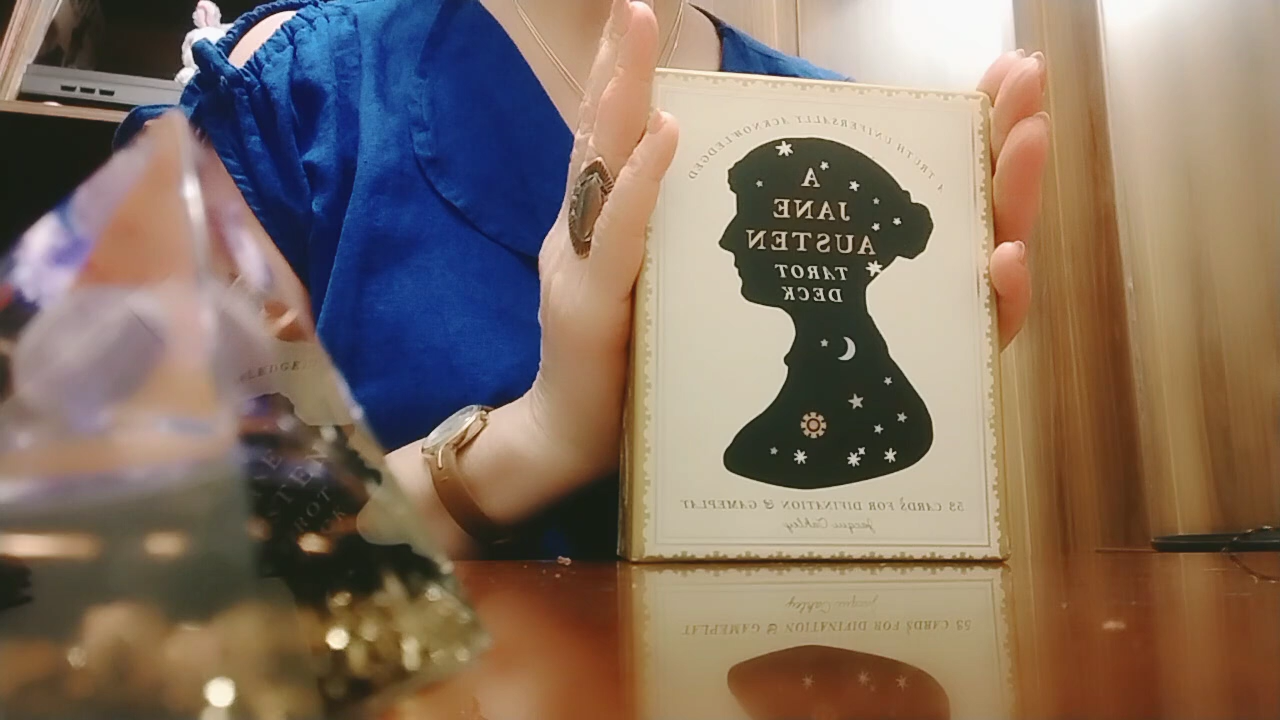 A TRUTH UNIVERSALLY ACKNOWLEDGED
A
JANE
AUSTEN
TAROT
DECK
53 CARDS FOR DIVINATION & GAMEPLAY
Jacqui Oakley